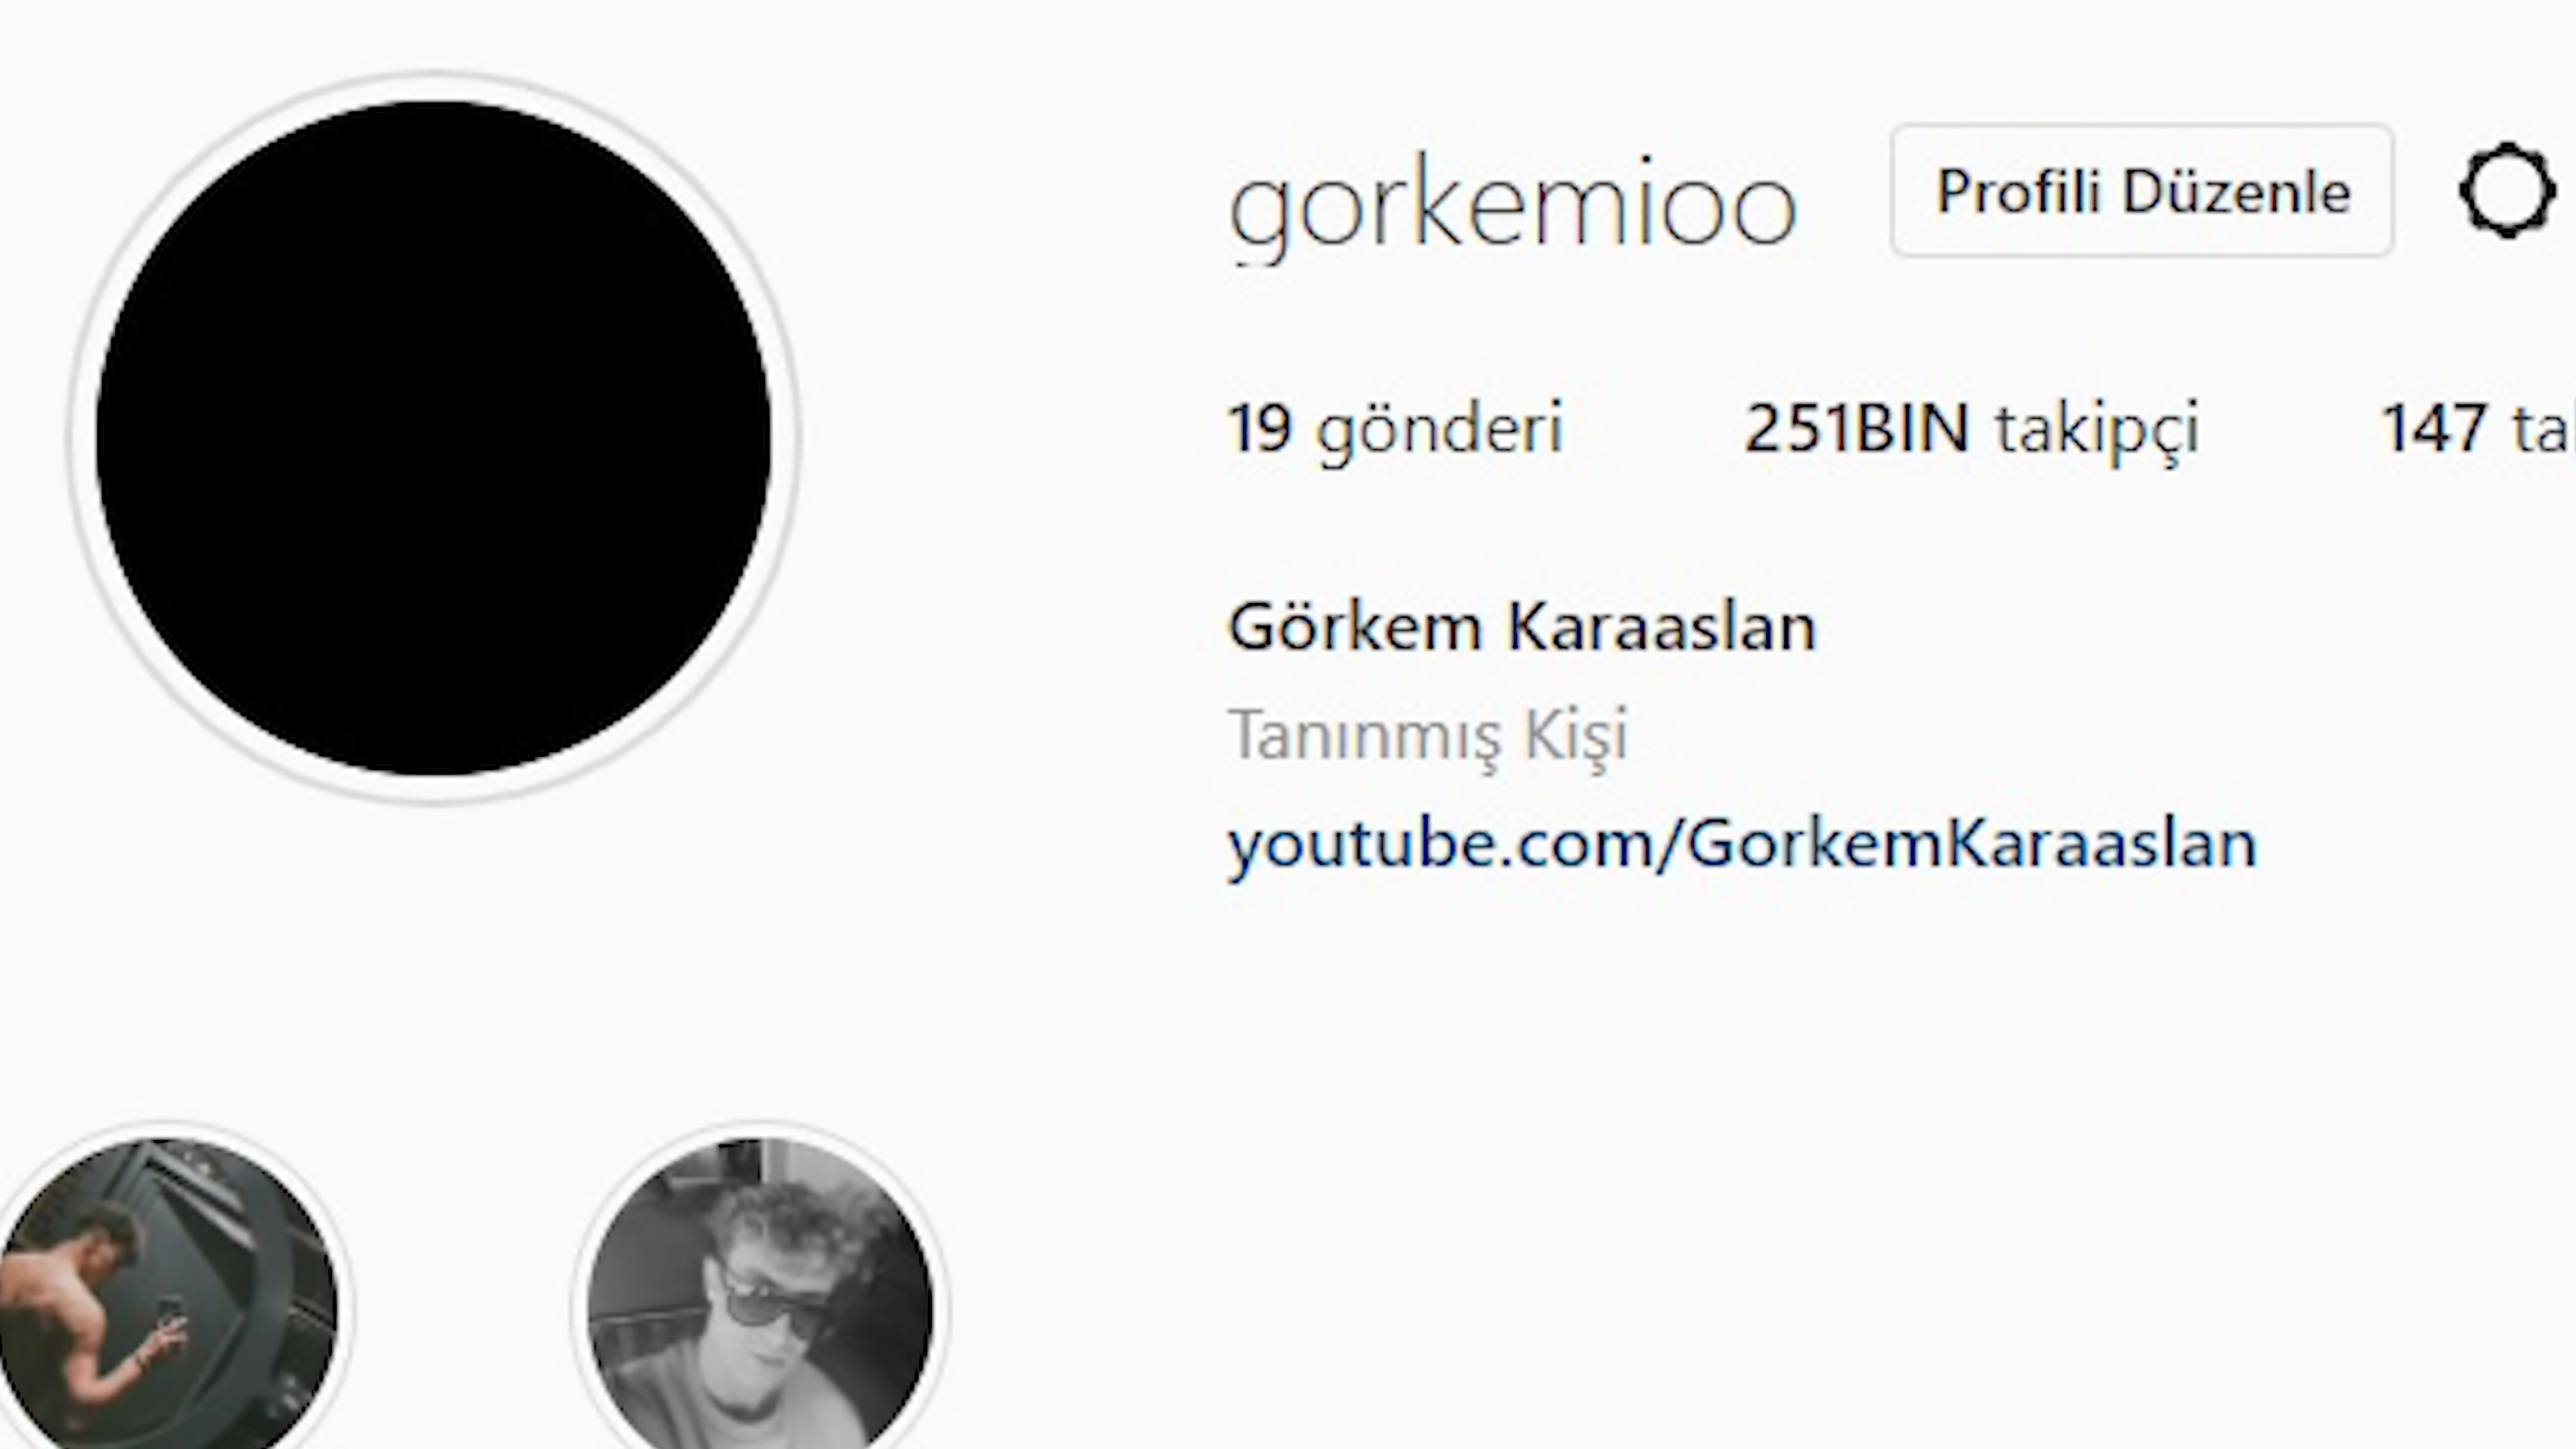 gorkemioo Profili Düzenle
19 gönderi 251BIN takipçi 147
Görkem Karaaslan
Tanınmış Kişi
youtube.com/GorkemKaraaslan